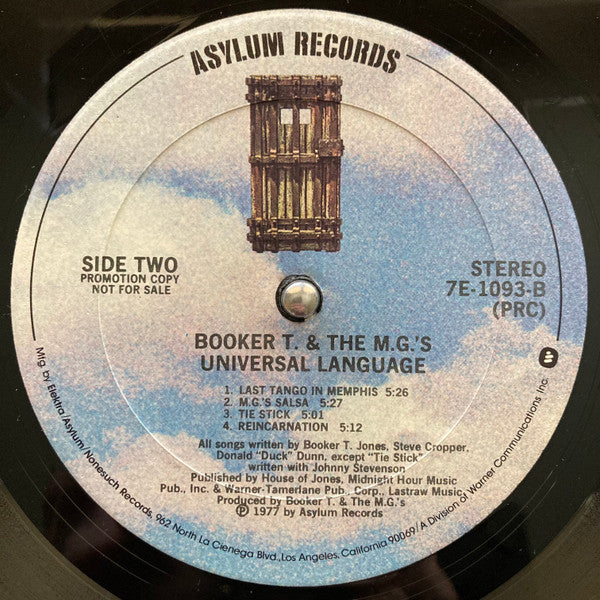 ASYLUM RECORDS
SIDE TWO
PROMOTION COPY
NOT FOR SALE
STEREO
7E-1093-B
(PRC)
BOOKER T. & THE M.G.'S
UNIVERSAL LANGUAGE
1. LAST TANGO IN MEMPHIS 5:26
2. M.G.'S SALSA 5:27
3. TIE STICK 5:01
4. REINCARNATION 5:12
All songs written by Booker T. Jones, Steve Cropper,
Donald "Duck" Dunn, except "Tie Stick"
written with Johnny Stevenson
Published by House of Jones, Midnight Hour Music
Pub., Inc. & Warner-Tamerlane Pub., Corp., Lastraw Music
Produced by Booker T. & The M.G.'s
℗ 1977 by Asylum Records
Mfg. by Elektra/Asylum/Nonesuch Records, 962 North La Cienega Blvd., Los Angeles, California 90069/A Division of Warner Communications Inc.